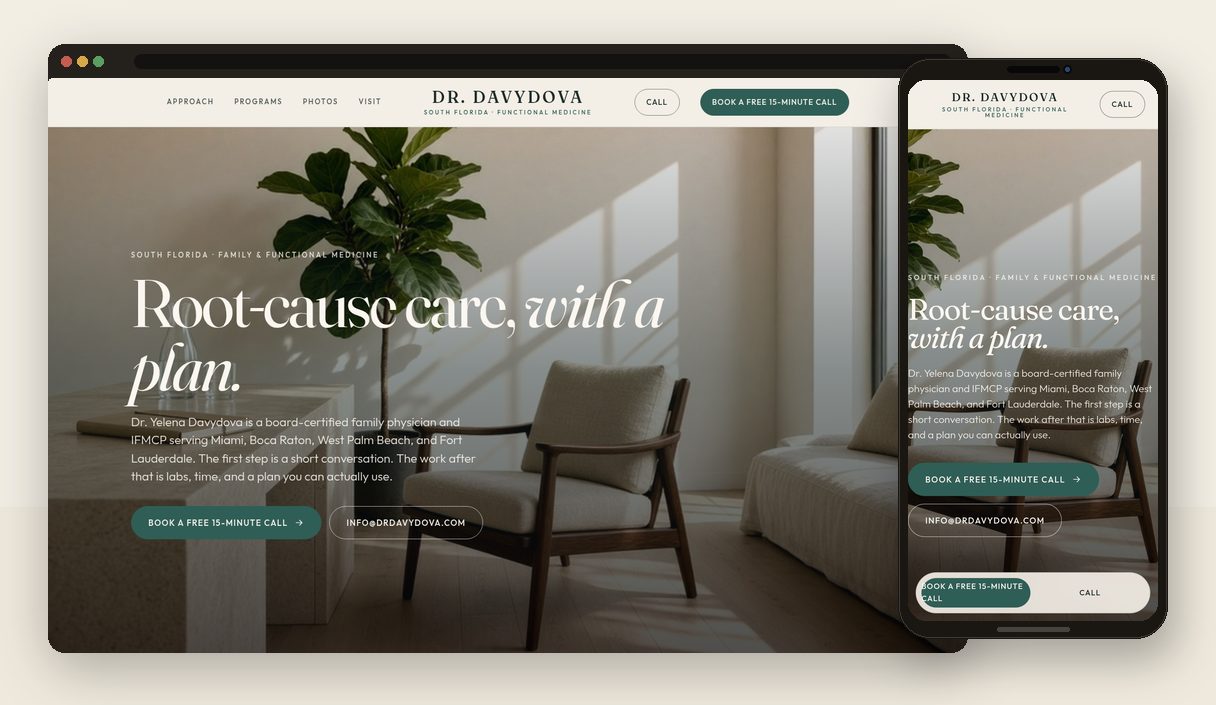 APPROACH PROGRAMS PHOTOS VISIT
DR. DAVYDOVA
SOUTH FLORIDA · FUNCTIONAL MEDICINE
CALL
BOOK A FREE 15-MINUTE CALL
SOUTH FLORIDA · FAMILY & FUNCTIONAL MEDICINE
Root-cause care, with a
plan.
Dr. Yelena Davydova is a board-certified family physician and
IFMCP serving Miami, Boca Raton, West Palm Beach, and Fort
Lauderdale. The first step is a short conversation. The work after
that is labs, time, and a plan you can actually use.
BOOK A FREE 15-MINUTE CALL →
INFO@DRDAVYDOVA.COM
DR. DAVYDOVA
SOUTH FLORIDA · FUNCTIONAL
MEDICINE
CALL
SOUTH FLORIDA · FAMILY & FUNCTIONAL MEDICINE
Root-cause care,
with a plan.
Dr. Yelena Davydova is a board-certified family
physician and IFMCP serving Miami, Boca Raton, West
Palm Beach, and Fort Lauderdale. The first step is a
short conversation. The work after that is labs, time,
and a plan you can actually use.
BOOK A FREE 15-MINUTE CALL →
INFO@DRDAVYDOVA.COM
BOOK A FREE 15-MINUTE
CALL
CALL